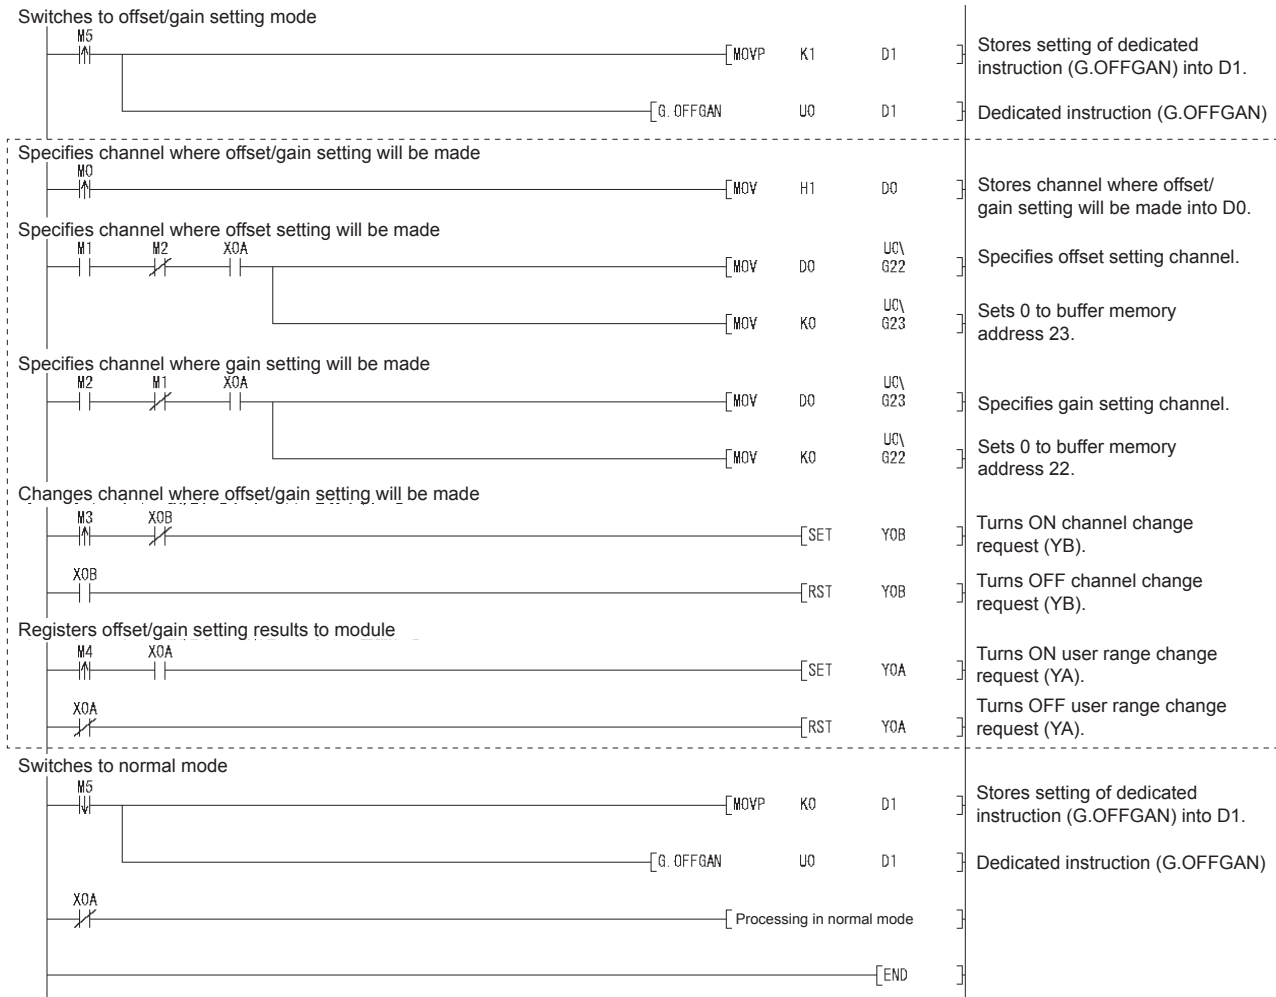 Switches to offset/gain setting mode
M5
MOVP K1 D1
Stores setting of dedicated
instruction (G.OFFGAN) into D1.
G.OFFGAN U0 D1
Dedicated instruction (G.OFFGAN)
Specifies channel where offset/gain setting will be made
M0
MOV H1 D0
Stores channel where offset/
gain setting will be made into D0.
Specifies channel where offset setting will be made
M1 M2 X0A
U0\
MOV D0 G22
Specifies offset setting channel.
U0\
MOV K0 G23
Sets 0 to buffer memory
address 23.
Specifies channel where gain setting will be made
M2 M1 X0A
U0\
MOV D0 G23
Specifies gain setting channel.
U0\
MOV K0 G22
Sets 0 to buffer memory
address 22.
Changes channel where offset/gain setting will be made
M3 X0B
SET Y0B
Turns ON channel change
request (YB).
X0B
RST Y0B
Turns OFF channel change
request (YB).
Registers offset/gain setting results to module
M4 X0A
SET Y0A
Turns ON user range change
request (YA).
X0A
RST Y0A
Turns OFF user range change
request (YA).
Switches to normal mode
M5
MOVP K0 D1
Stores setting of dedicated
instruction (G.OFFGAN) into D1.
G.OFFGAN U0 D1
Dedicated instruction (G.OFFGAN)
X0A
Processing in normal mode
END